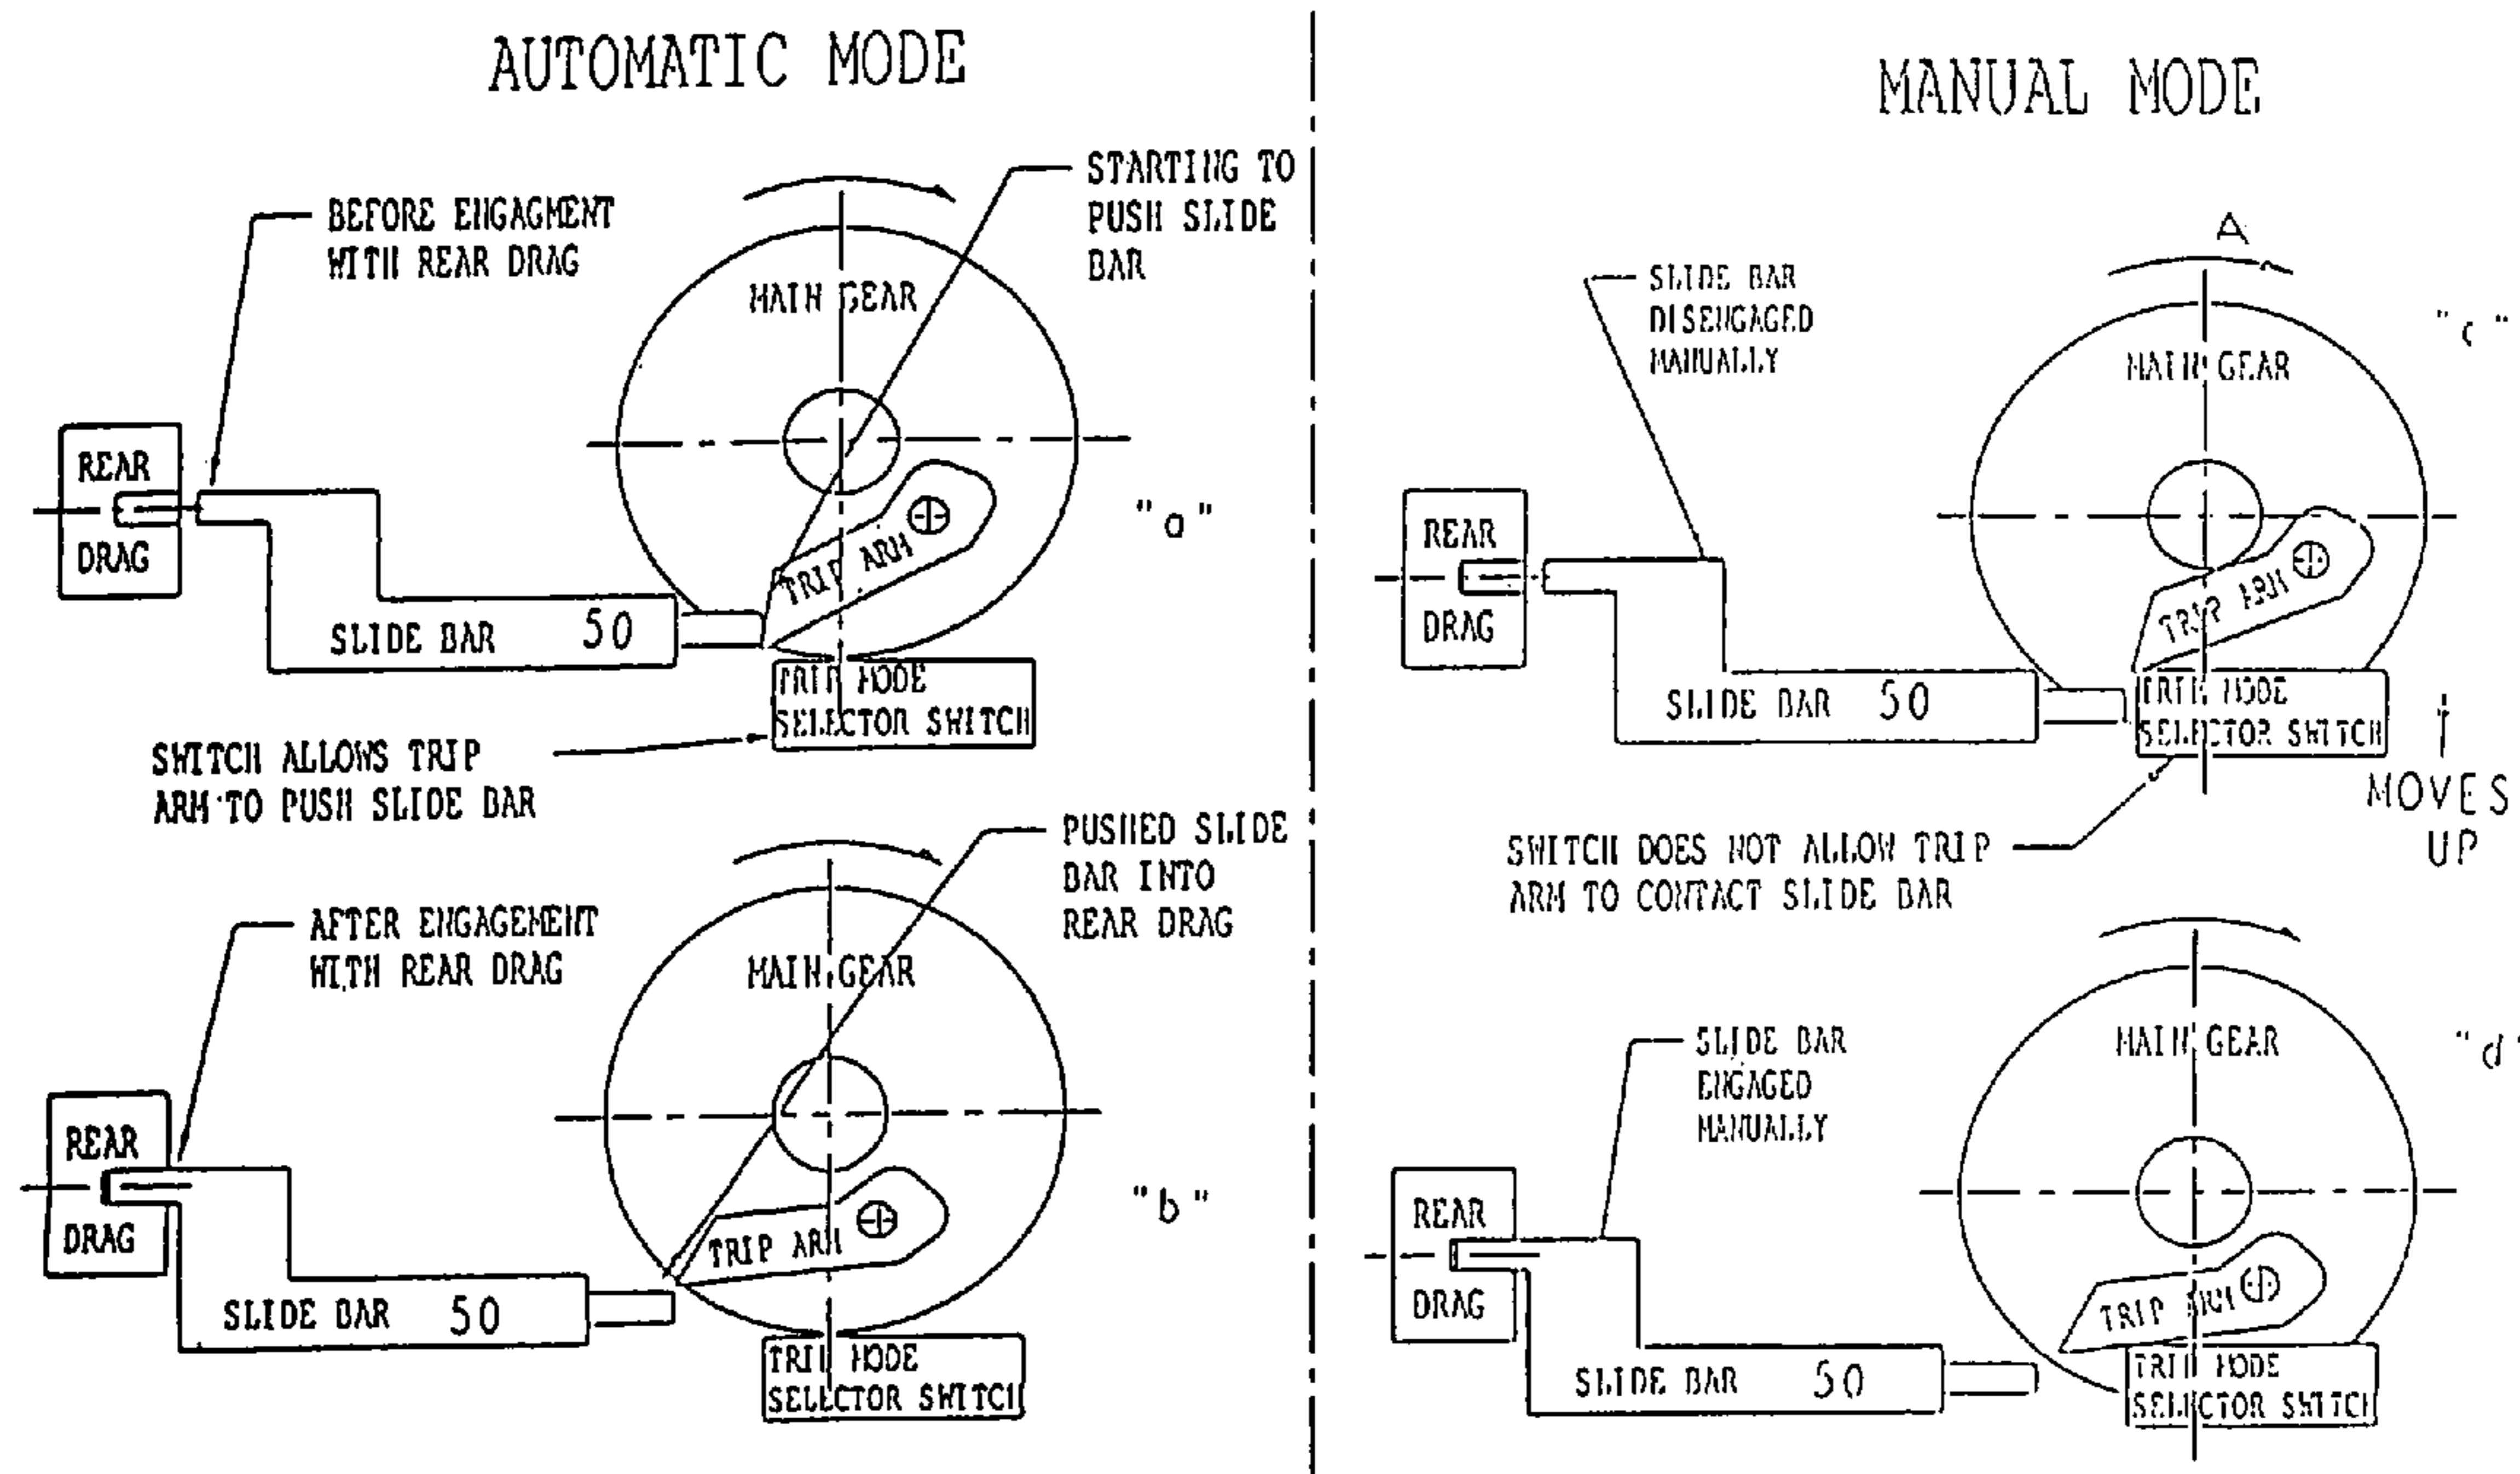 AUTOMATIC MODE
STARTING TO
PUSH SLIDE
BAR
BEFORE ENGAGMENT
WITH REAR DRAG
MAIN GEAR
REAR
DRAG
TRIP ARM
"a"
SLIDE BAR 50
TRIP MODE
SELECTOR SWITCH
SWITCH ALLOWS TRIP
ARM TO PUSH SLIDE BAR
PUSHED SLIDE
BAR INTO
REAR DRAG
AFTER ENGAGEMENT
WITH REAR DRAG
MAIN GEAR
REAR
DRAG
TRIP ARM
"b"
SLIDE BAR 50
TRIP MODE
SELECTOR SWITCH
MANUAL MODE
A
SLIDE BAR
DISENGAGED
MANUALLY
"c"
MAIN GEAR
REAR
DRAG
TRIP ARM
SLIDE BAR 50
TRIP MODE
SELECTOR SWITCH
MOVES
UP
SWITCH DOES NOT ALLOW TRIP
ARM TO CONTACT SLIDE BAR
SLIDE BAR
ENGAGED
MANUALLY
MAIN GEAR
"d"
REAR
DRAG
TRIP ARM
SLIDE BAR 50
TRIP MODE
SELECTOR SWITCH